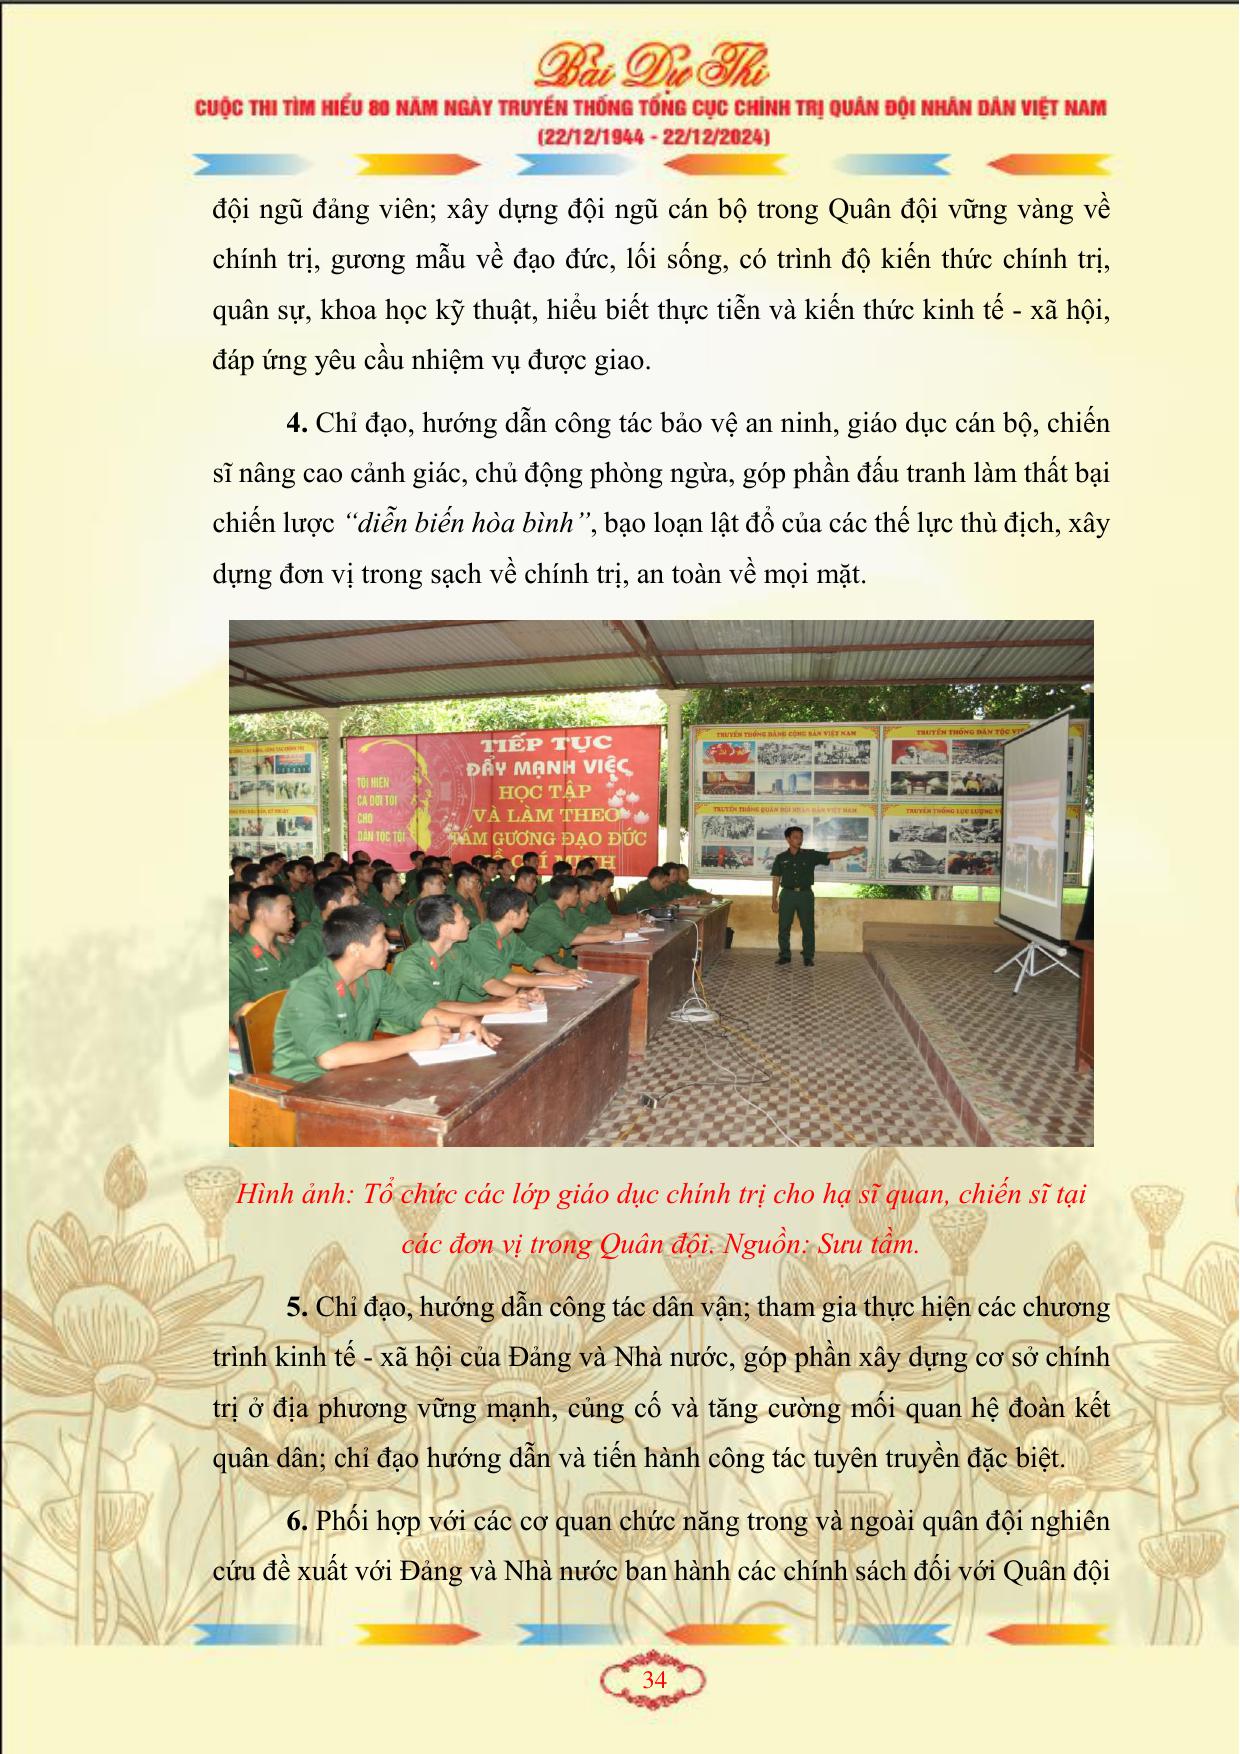 Bài Dự Thi
CUỘC THI TÌM HIỂU 80 NĂM NGÀY TRUYỀN THỐNG TỔNG CỤC CHÍNH TRỊ QUÂN ĐỘI NHÂN DÂN VIỆT NAM
(22/12/1944 - 22/12/2024)
đội ngũ đảng viên; xây dựng đội ngũ cán bộ trong Quân đội vững vàng về
chính trị, gương mẫu về đạo đức, lối sống, có trình độ kiến thức chính trị,
quân sự, khoa học kỹ thuật, hiểu biết thực tiễn và kiến thức kinh tế - xã hội,
đáp ứng yêu cầu nhiệm vụ được giao.
4. Chỉ đạo, hướng dẫn công tác bảo vệ an ninh, giáo dục cán bộ, chiến
sĩ nâng cao cảnh giác, chủ động phòng ngừa, góp phần đấu tranh làm thất bại
chiến lược “diễn biến hòa bình”, bạo loạn lật đổ của các thế lực thù địch, xây
dựng đơn vị trong sạch về chính trị, an toàn về mọi mặt.
TIẾP TỤC
ĐẨY MẠNH VIỆC
HỌC TẬP
VÀ LÀM THEO
TẤM GƯƠNG ĐẠO ĐỨC
HỒ CHÍ MINH
TÔI HIẾN
CẢ ĐỜI TÔI
CHO
DÂN TỘC TÔI
TRUYỀN THỐNG ĐẢNG CỘNG SẢN VIỆT NAM
TRUYỀN THỐNG DÂN TỘC
TRUYỀN THỐNG QUÂN ĐỘI NHÂN DÂN VIỆT NAM
TRUYỀN THỐNG LỰC LƯỢNG
Hình ảnh: Tổ chức các lớp giáo dục chính trị cho hạ sĩ quan, chiến sĩ tại
các đơn vị trong Quân đội. Nguồn: Sưu tầm.
5. Chỉ đạo, hướng dẫn công tác dân vận; tham gia thực hiện các chương
trình kinh tế - xã hội của Đảng và Nhà nước, góp phần xây dựng cơ sở chính
trị ở địa phương vững mạnh, củng cố và tăng cường mối quan hệ đoàn kết
quân dân; chỉ đạo hướng dẫn và tiến hành công tác tuyên truyền đặc biệt.
6. Phối hợp với các cơ quan chức năng trong và ngoài quân đội nghiên
cứu đề xuất với Đảng và Nhà nước ban hành các chính sách đối với Quân đội
34